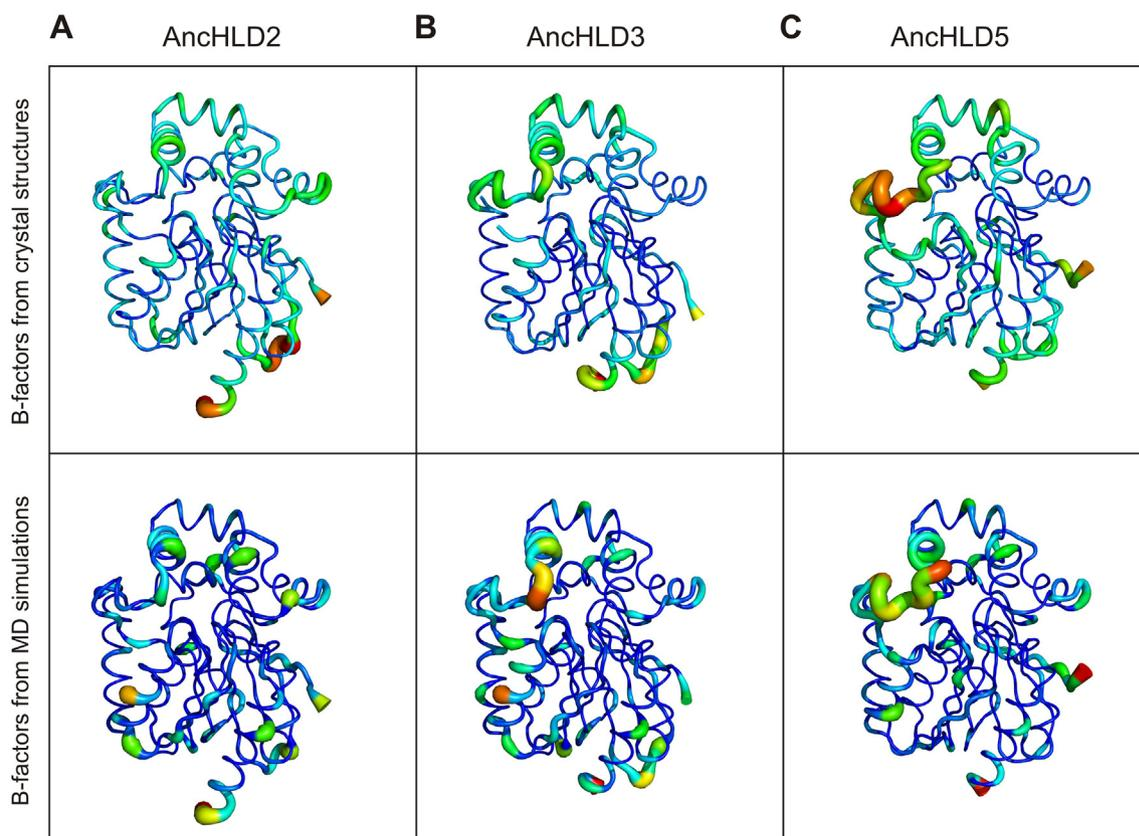 A
AncHLD2
B
AncHLD3
C
AncHLD5
B-factors from crystal structures
B-factors from MD simulations